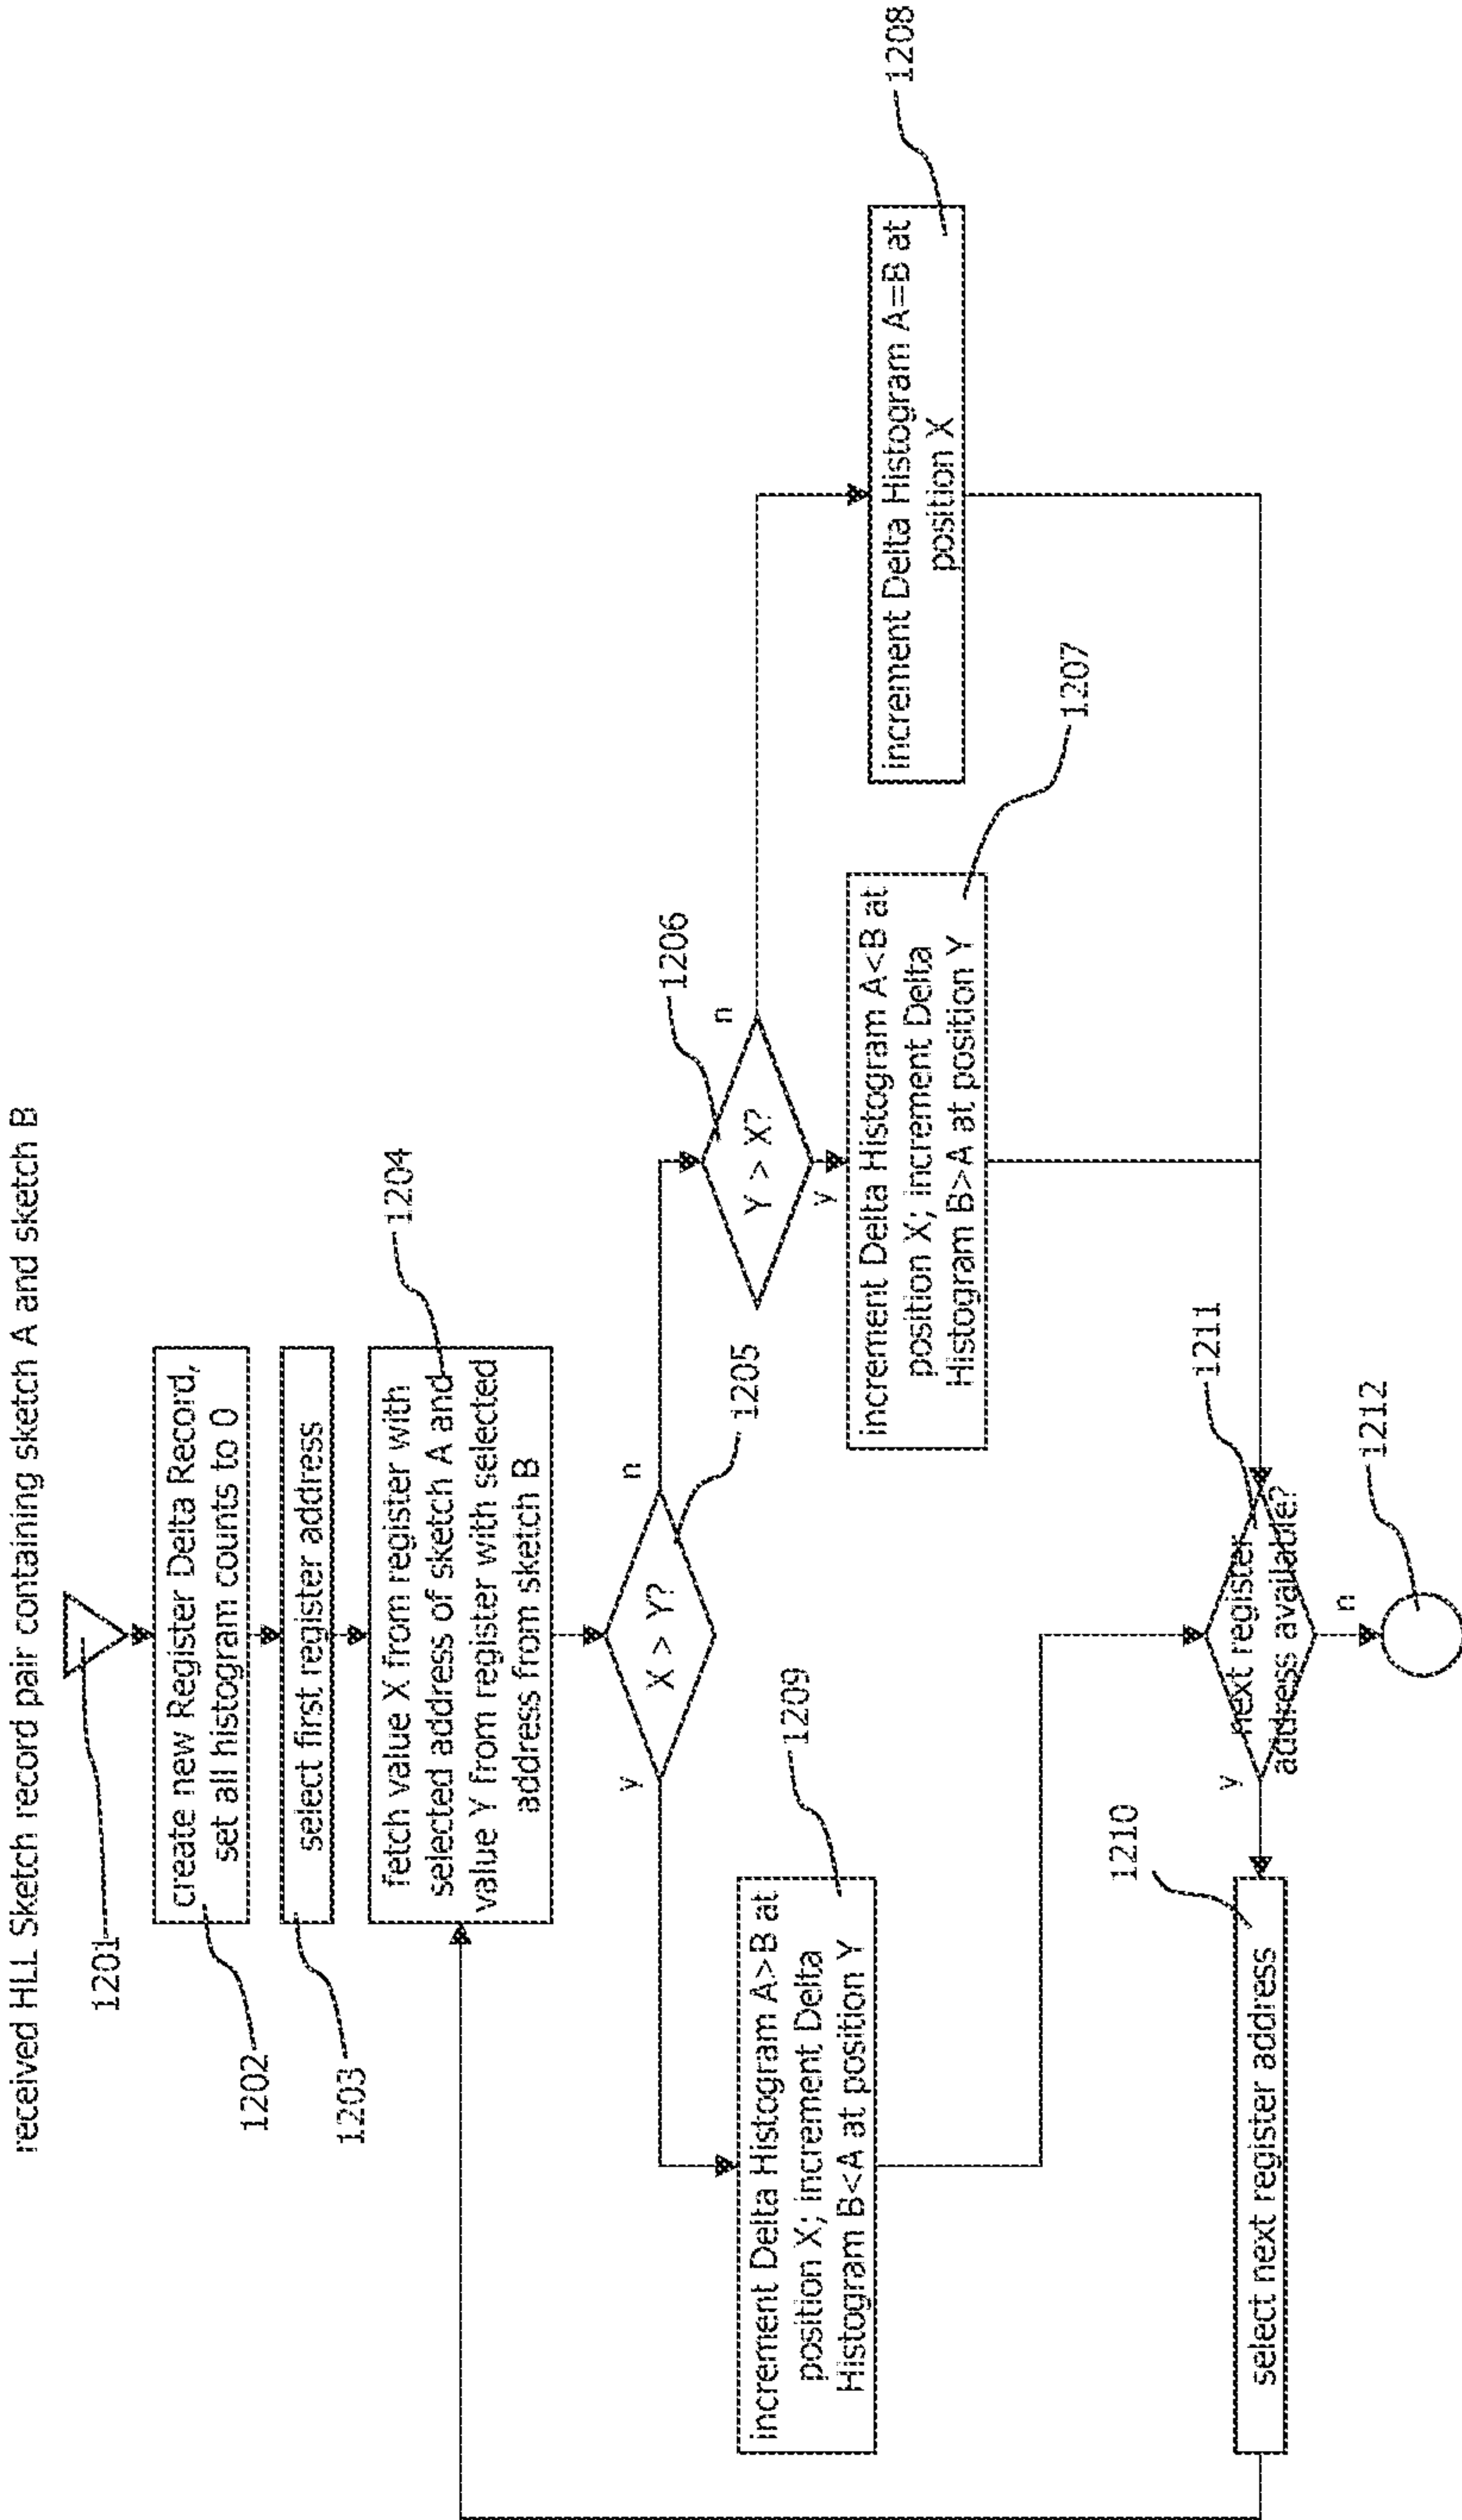 received HLL Sketch record pair containing sketch A and sketch B
1201
create new Register Delta Record,
set all histogram counts to 0
1202
select first register address
1203
fetch value X from register with
selected address of sketch A and
value Y from register with selected
address from sketch B
1204
X > Y?
y
n
1205
Y > X?
n
y
1206
increment Delta Histogram A>B at
position X; increment Delta
Histogram B<A at position Y
1209
increment Delta Histogram A<B at
position X; increment Delta
Histogram B>A at position Y
1207
increment Delta Histogram A=B at
position X
1208
next register
address available?
y
n
1211
select next register address
1210
1212